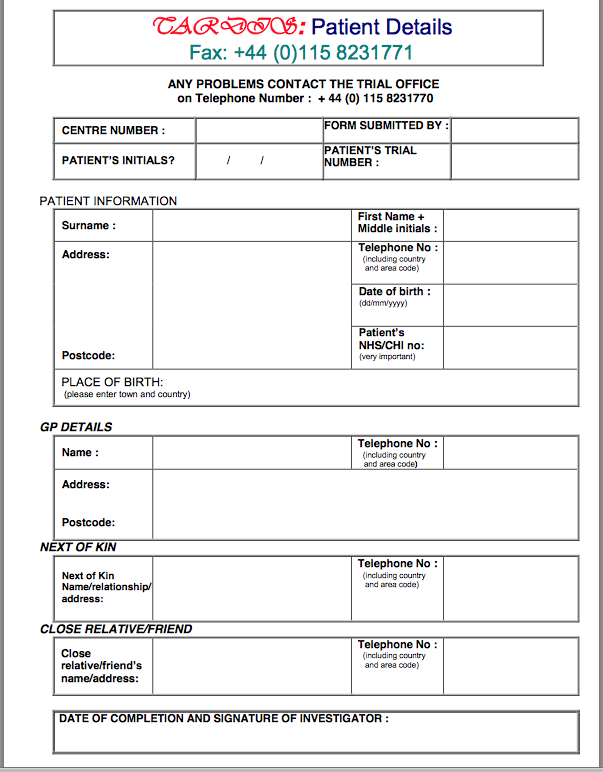 TARDIS: Patient Details
Fax: +44 (0)115 8231771
ANY PROBLEMS CONTACT THE TRIAL OFFICE
on Telephone Number : + 44 (0) 115 8231770
CENTRE NUMBER :
FORM SUBMITTED BY :
PATIENT'S INITIALS?
/ /
PATIENT'S TRIAL
NUMBER :
PATIENT INFORMATION
Surname :
First Name +
Middle initials :
Address:
Telephone No :
(including country
and area code)
Date of birth :
(dd/mm/yyyy)
Patient's
NHS/CHI no:
(very important)
Postcode:
PLACE OF BIRTH:
(please enter town and country)
GP DETAILS
Name :
Telephone No :
(including country
and area code)
Address:
Postcode:
NEXT OF KIN
Next of Kin
Name/relationship/
address:
Telephone No :
(including country
and area code)
CLOSE RELATIVE/FRIEND
Close
relative/friend's
name/address:
Telephone No :
(including country
and area code)
DATE OF COMPLETION AND SIGNATURE OF INVESTIGATOR :